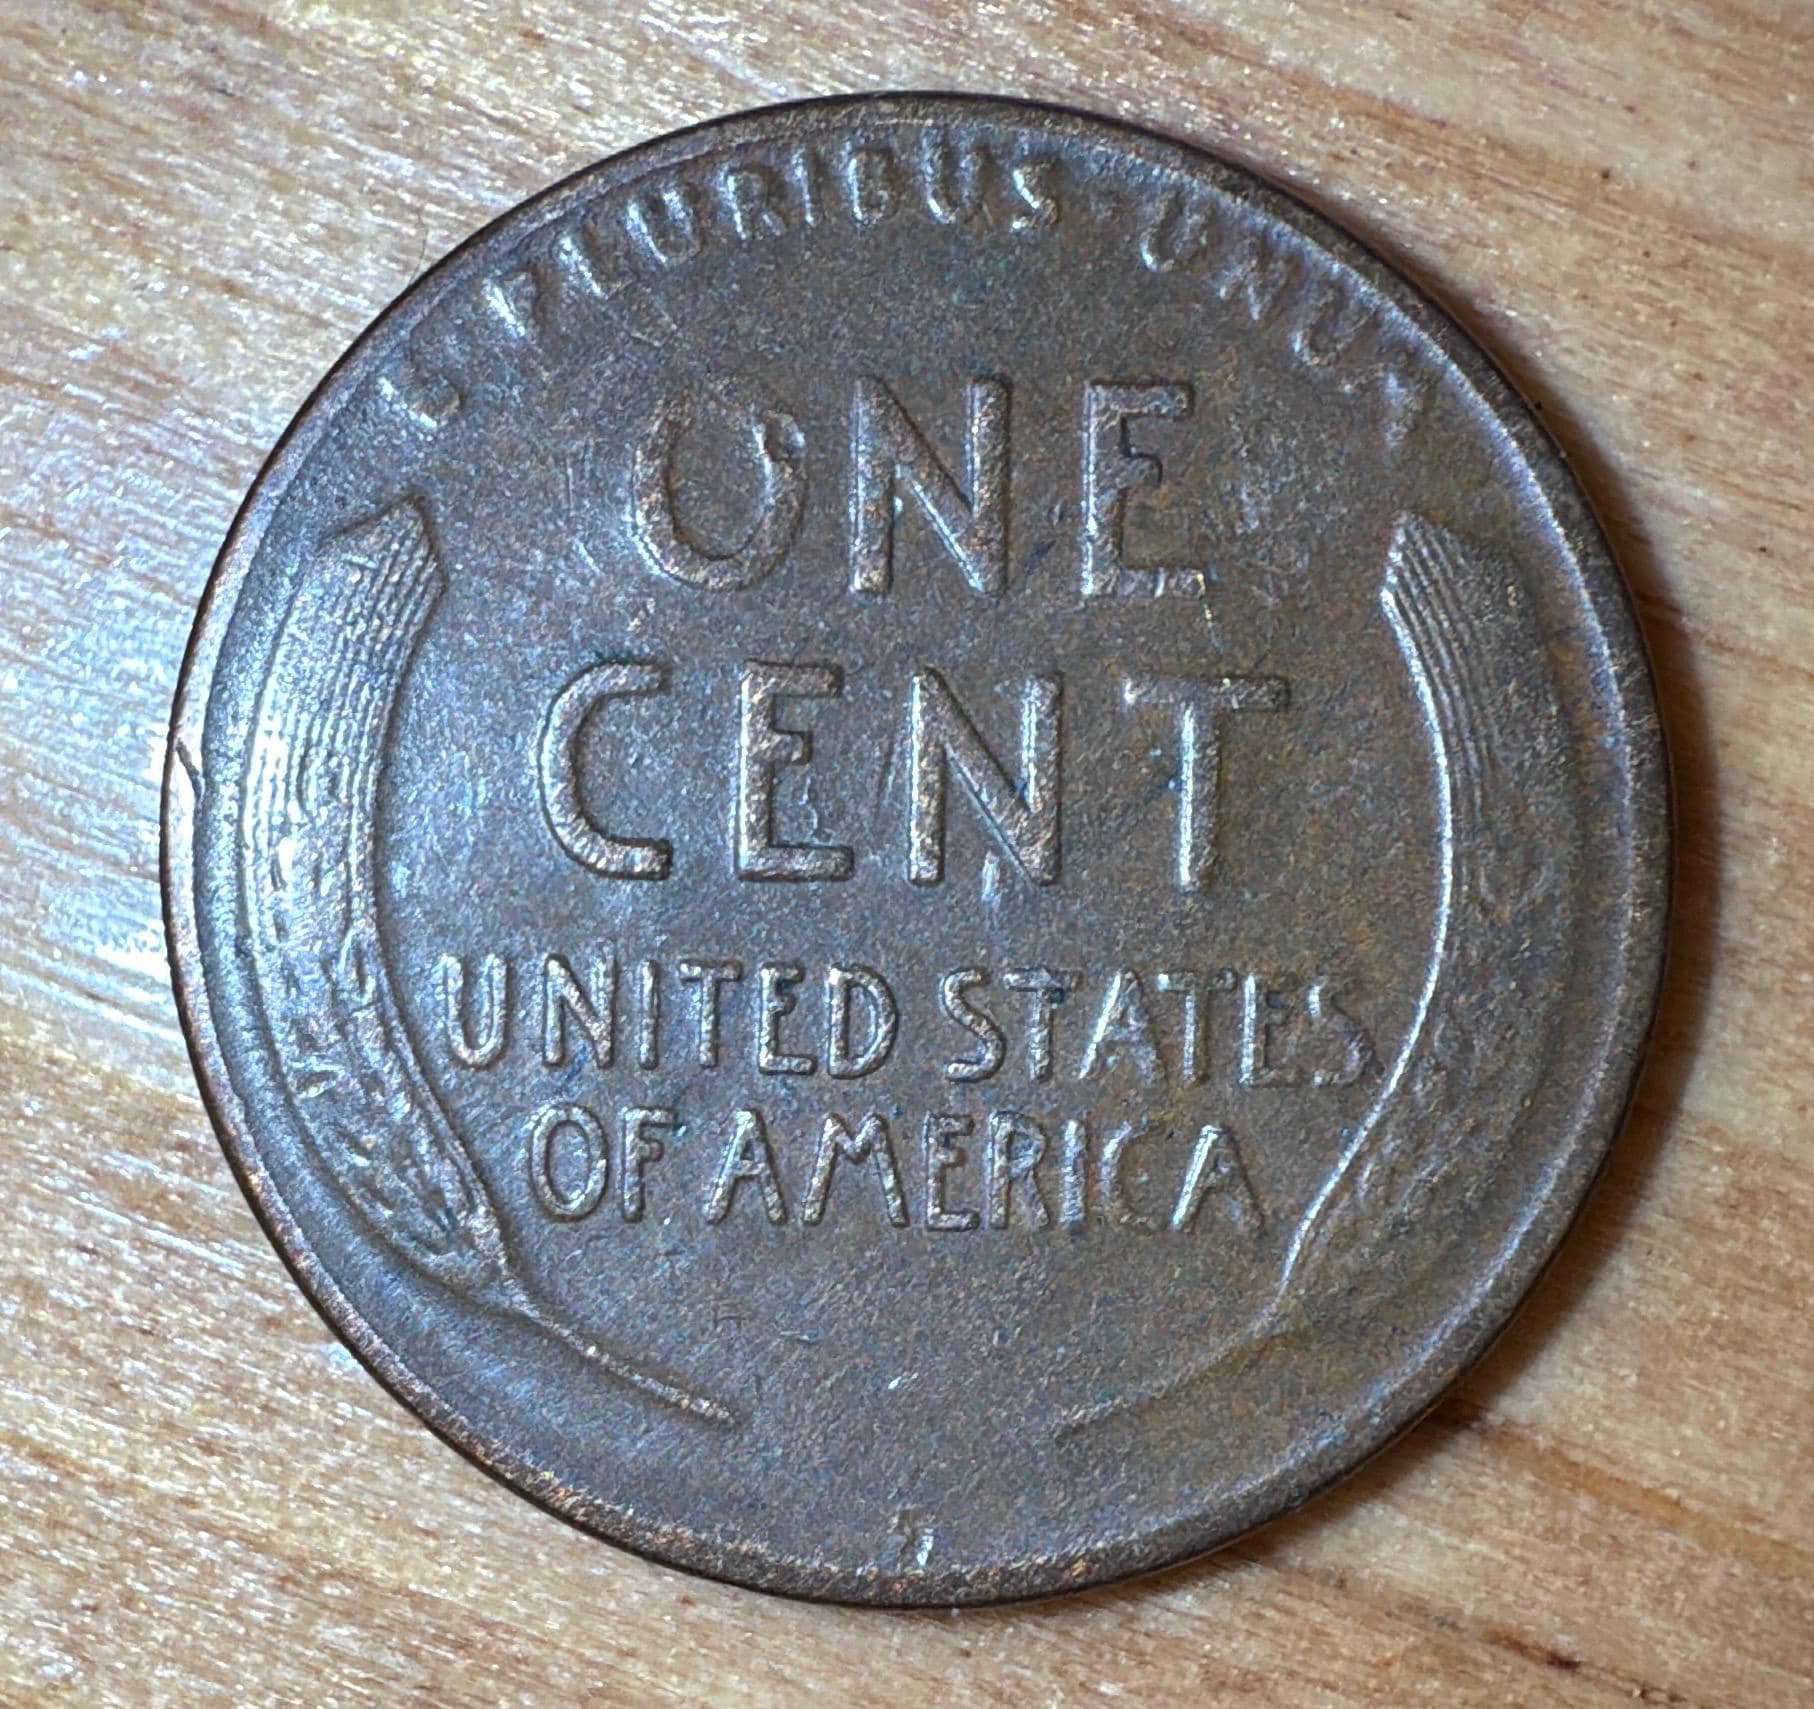 E PLURIBUS · UNUM
ONE
CENT
UNITED STATES
OF AMERICA